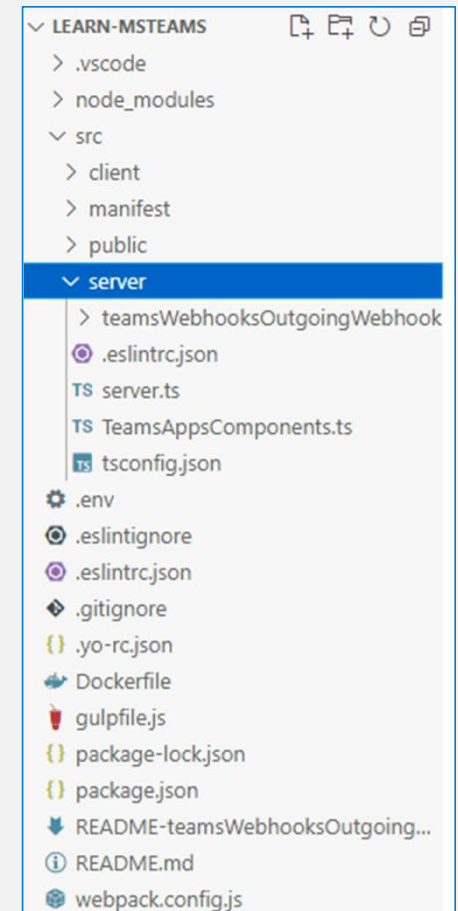 LEARN-MSTEAMS
.vscode
node_modules
src
client
manifest
public
server
teamsWebhooksOutgoingWebhook
.eslintrc.json
TS server.ts
TS TeamsAppsComponents.ts
TS tsconfig.json
.env
.eslintignore
.eslintrc.json
.gitignore
{} .yo-rc.json
Dockerfile
gulpfile.js
{} package-lock.json
{} package.json
README-teamsWebhooksOutgoing...
README.md
webpack.config.js